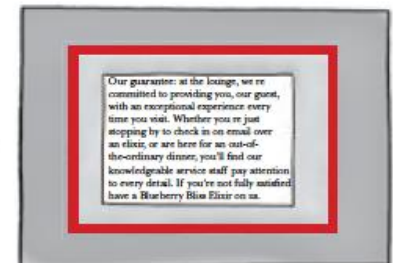 Our guarantee: at the lounge, we re
committed to providing you, our guest,
with an exceptional experience every
time you visit. Whether you re just
stopping by to check in on email over
an elixir, or are here for an out-of-
the-ordinary dinner, you'll find our
knowledgeable service staff pay attention
to every detail. If you're not fully satisfied
have a Blueberry Bliss Elixir on us.